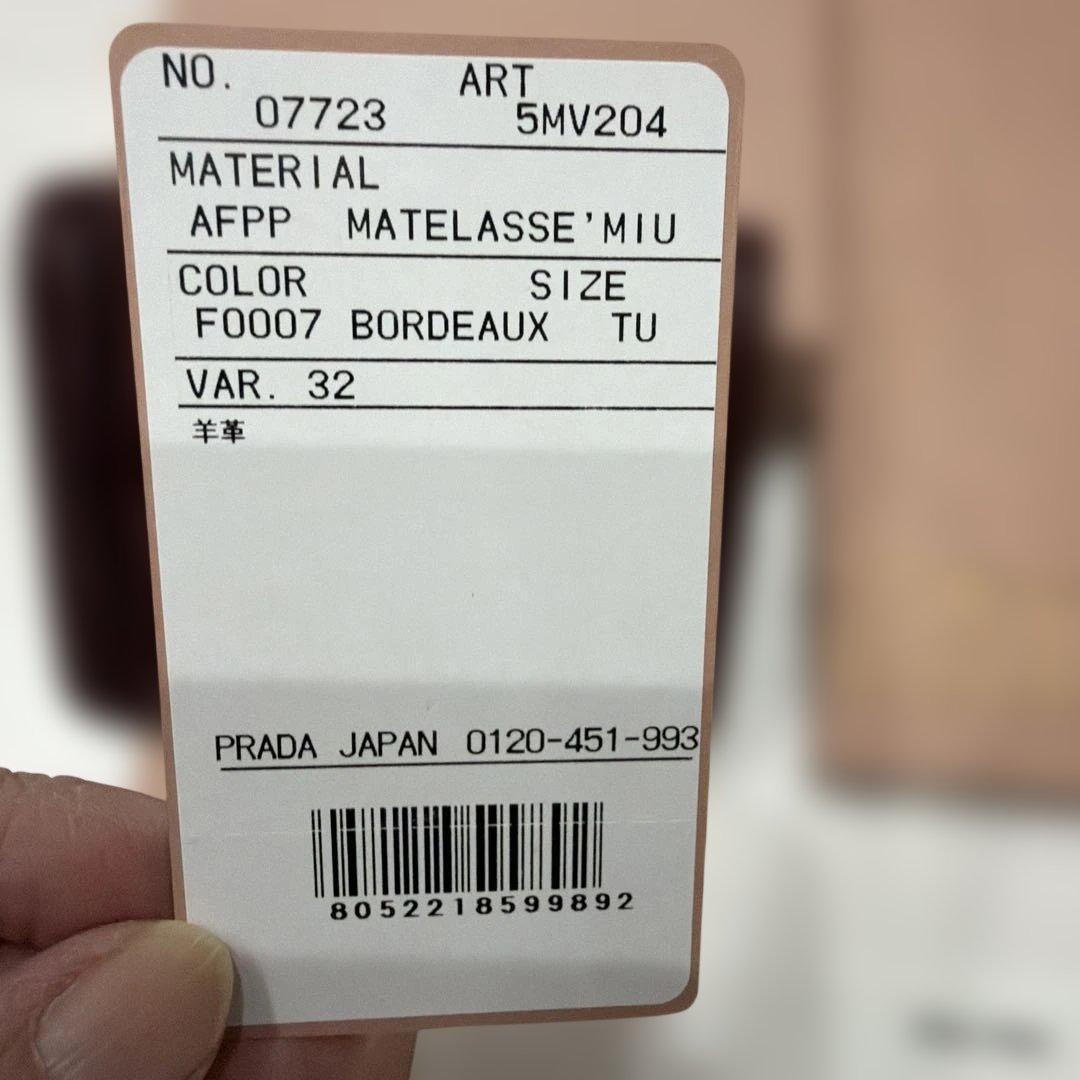 NO. ART
07723 5MV204
MATERIAL
AFPP MATELASSE'MIU
COLOR SIZE
F0007 BORDEAUX TU
VAR. 32
羊革
PRADA JAPAN 0120-451-993
8052218599892